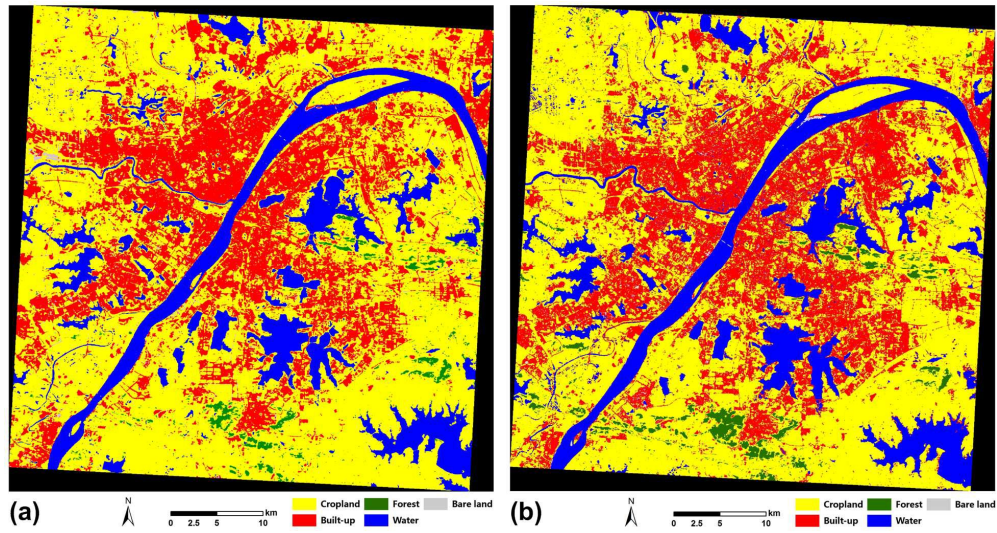 (a)
N
0 2.5 5 10
km
Cropland
Forest
Bare land
Built-up
Water
(b)
N
0 2.5 5 10
km
Cropland
Forest
Bare land
Built-up
Water